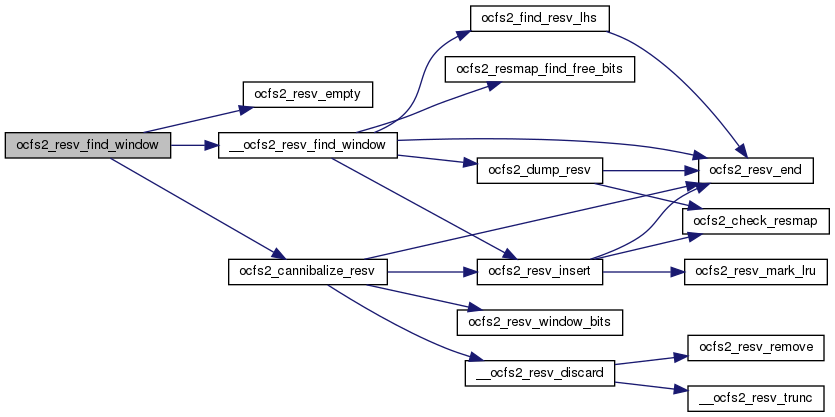 ocfs2_find_resv_lhs
ocfs2_resmap_find_free_bits
ocfs2_resv_empty
ocfs2_resv_find_window
__ocfs2_resv_find_window
ocfs2_dump_resv
ocfs2_resv_end
ocfs2_check_resmap
ocfs2_cannibalize_resv
ocfs2_resv_insert
ocfs2_resv_mark_lru
ocfs2_resv_window_bits
ocfs2_resv_remove
__ocfs2_resv_discard
__ocfs2_resv_trunc